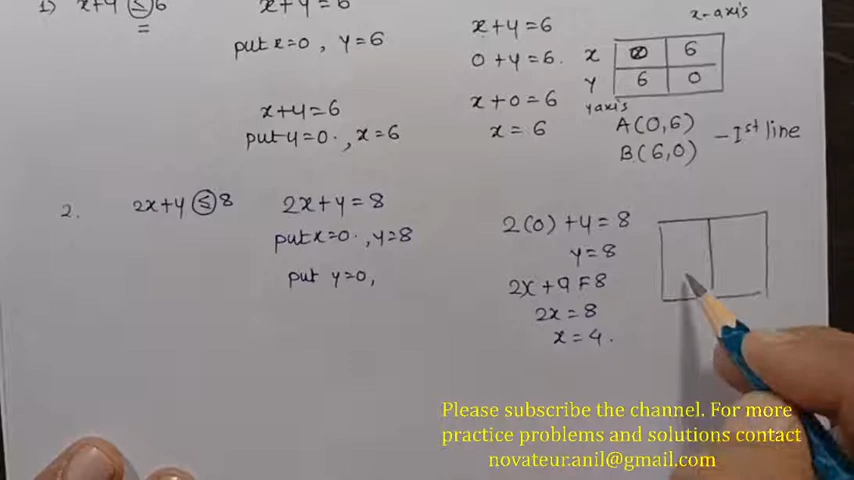 1) x+y ≤ 6
x+y = 6
put x=0, y=6
x+y=6
put y=0., x=6
x+y=6
0+y=6.
x+0=6
x=6
x-axis
x 0 6
y 6 0
y axis
A(0,6)
B(6,0)
- Ist line
2. 2x+y ≤ 8
2x+y=8
put x=0., y=8
put y=0,
2(0)+y=8
y=8
2x+0=8
2x=8
x=4.
Please subscribe the channel. For more
practice problems and solutions contact
novateur.anil@gmail.com